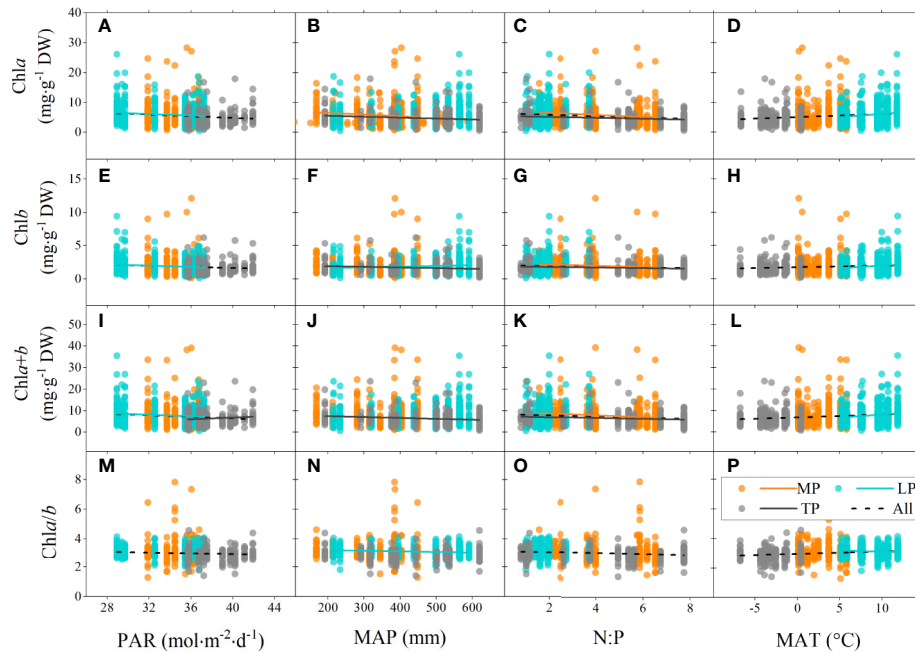 A B C D
40 30 20 10 0
Chla
(mg·g-1 DW)
E F G H
15 10 5 0
Chlb
(mg·g-1 DW)
I J K L
50 40 30 20 10 0
Chla+b
(mg·g-1 DW)
M N O P
8 6 4 2 0
Chla/b
MP LP
TP All
28 32 36 40 44 200 300 400 500 600 2 4 6 8 -5 0 5 10
PAR (mol·m-2·d-1) MAP (mm) N:P MAT (°C)